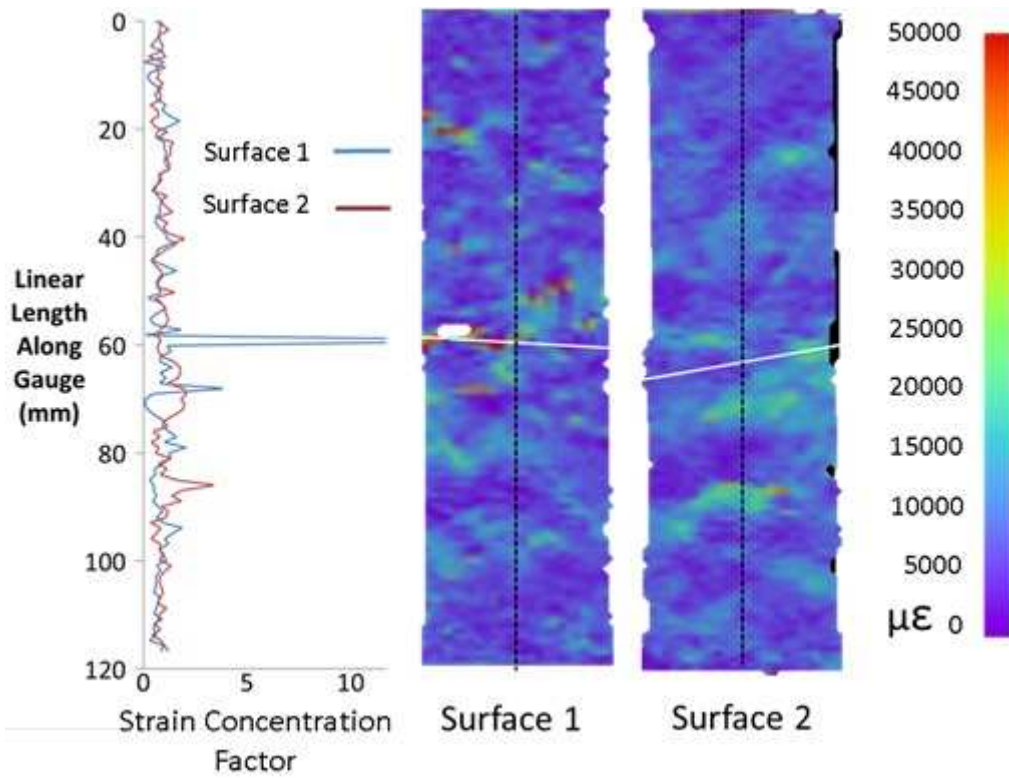 0
20
40
60
80
100
120
Linear
Length
Along
Gauge
(mm)
Surface 1
Surface 2
0 5 10
Strain Concentration
Factor
Surface 1
Surface 2
50000
45000
40000
35000
30000
25000
20000
15000
10000
5000
με 0